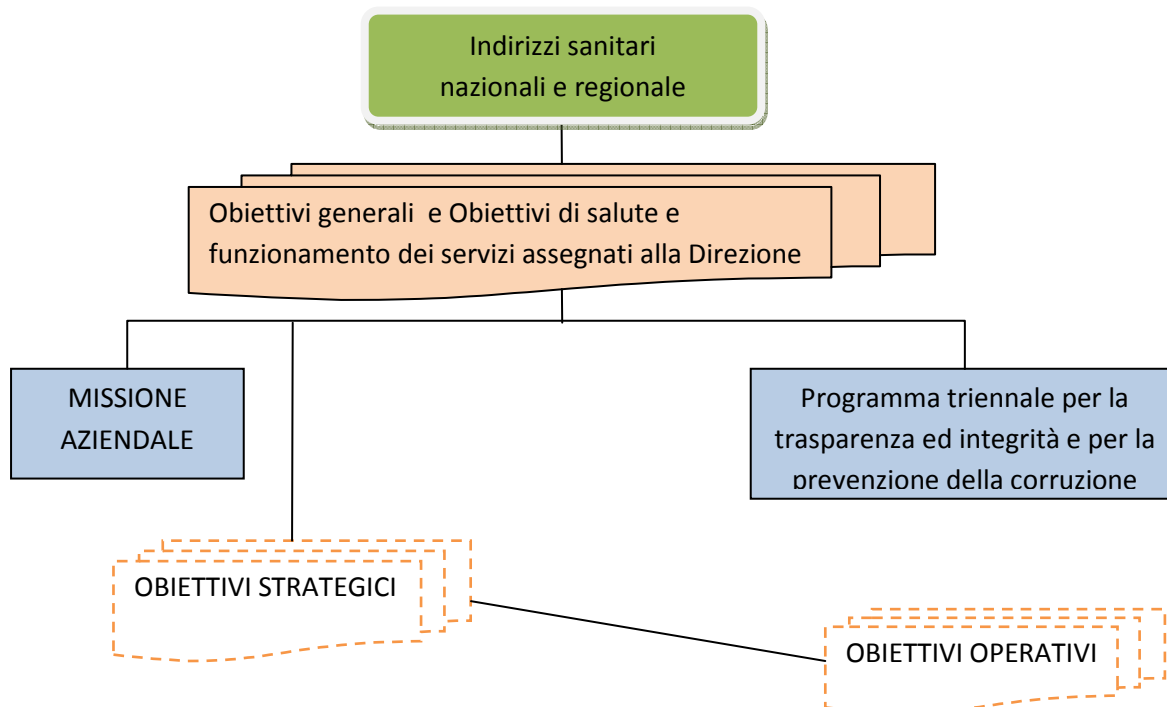 Indirizzi sanitari
nazionali e regionale
Obiettivi generali e Obiettivi di salute e
funzionamento dei servizi assegnati alla Direzione
MISSIONE
AZIENDALE
Programma triennale per la
trasparenza ed integrità e per la
prevenzione della corruzione
OBIETTIVI STRATEGICI
OBIETTIVI OPERATIVI